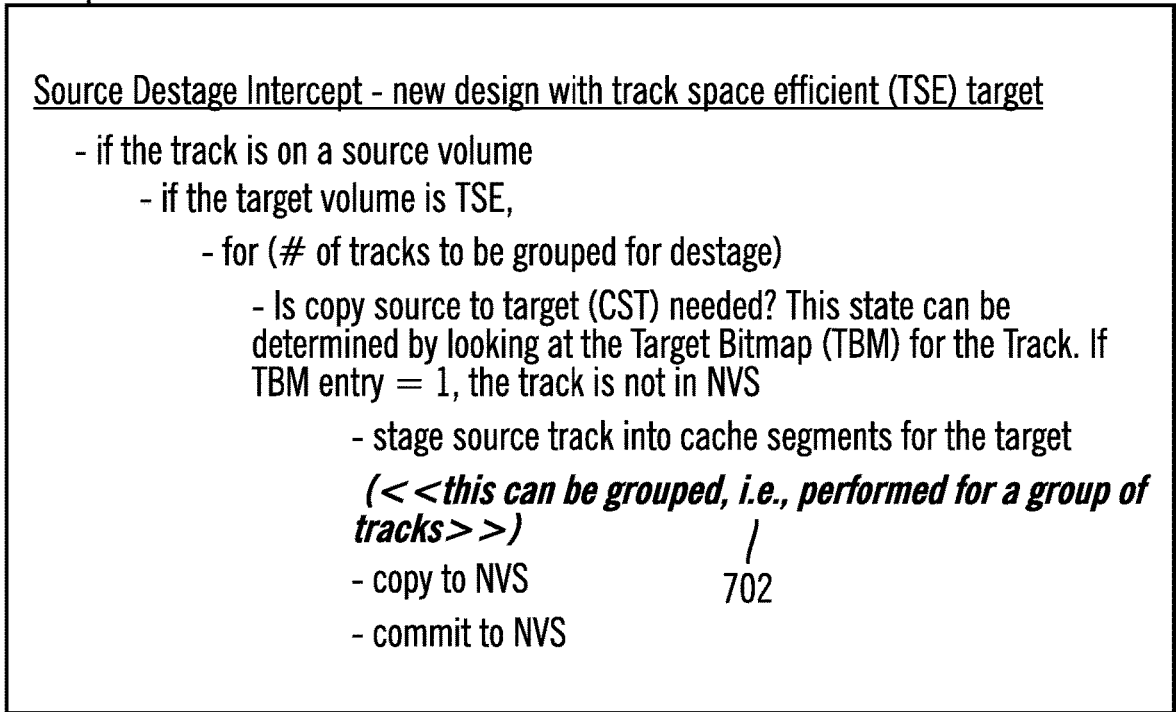 Source Destage Intercept - new design with track space efficient (TSE) target
- if the track is on a source volume
- if the target volume is TSE,
- for (# of tracks to be grouped for destage)
- Is copy source to target (CST) needed? This state can be
determined by looking at the Target Bitmap (TBM) for the Track. If
TBM entry = 1, the track is not in NVS
- stage source track into cache segments for the target
(< <this can be grouped, i.e., performed for a group of
tracks> >)
- copy to NVS
702
- commit to NVS